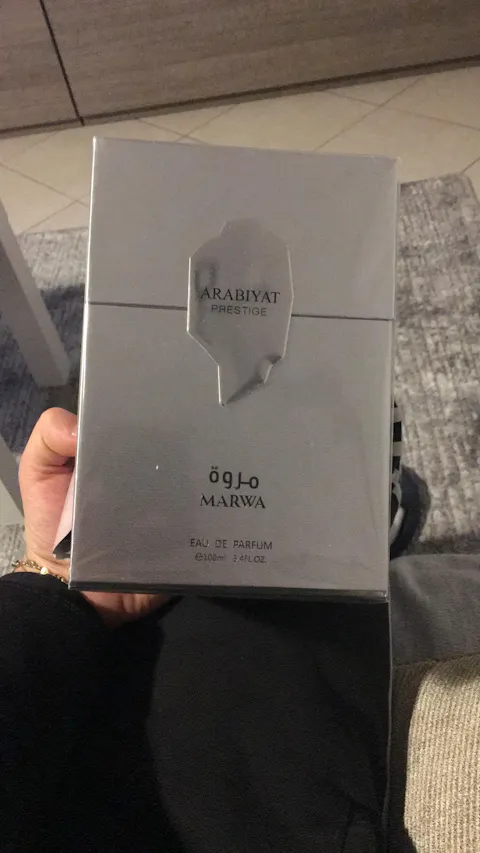 ARABIYAT
PRESTIGE
مروة
MARWA
EAU DE PARFUM
℮100ml 3.4FL.OZ.